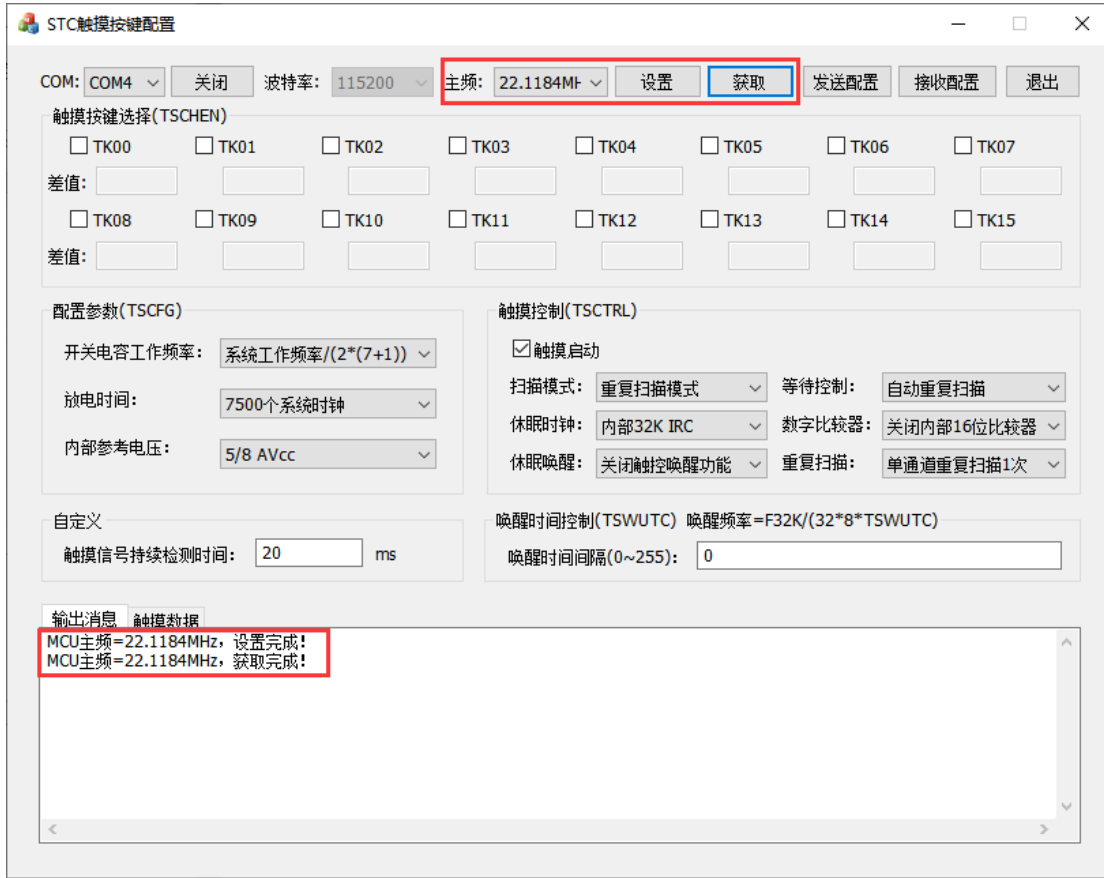 STC触摸按键配置
COM: COM4 关闭 波特率: 115200 主频: 22.1184MH 设置 获取 发送配置 接收配置 退出
触摸按键选择(TSCHEN)
TK00 TK01 TK02 TK03 TK04 TK05 TK06 TK07
差值:
TK08 TK09 TK10 TK11 TK12 TK13 TK14 TK15
差值:
配置参数(TSCFG)
开关电容工作频率: 系统工作频率/(2*(7+1))
放电时间: 7500个系统时钟
内部参考电压: 5/8 AVcc
触摸控制(TSCTRL)
触摸启动
扫描模式: 重复扫描模式 等待控制: 自动重复扫描
休眠时钟: 内部32K IRC 数字比较器: 关闭内部16位比较器
休眠唤醒: 关闭触控唤醒功能 重复扫描: 单通道重复扫描1次
自定义
触摸信号持续检测时间: 20 ms
唤醒时间控制(TSWUTC) 唤醒频率=F32K/(32*8*TSWUTC)
唤醒时间间隔(0~255): 0
输出消息 触摸数据
MCU主频=22.1184MHz，设置完成!
MCU主频=22.1184MHz，获取完成!